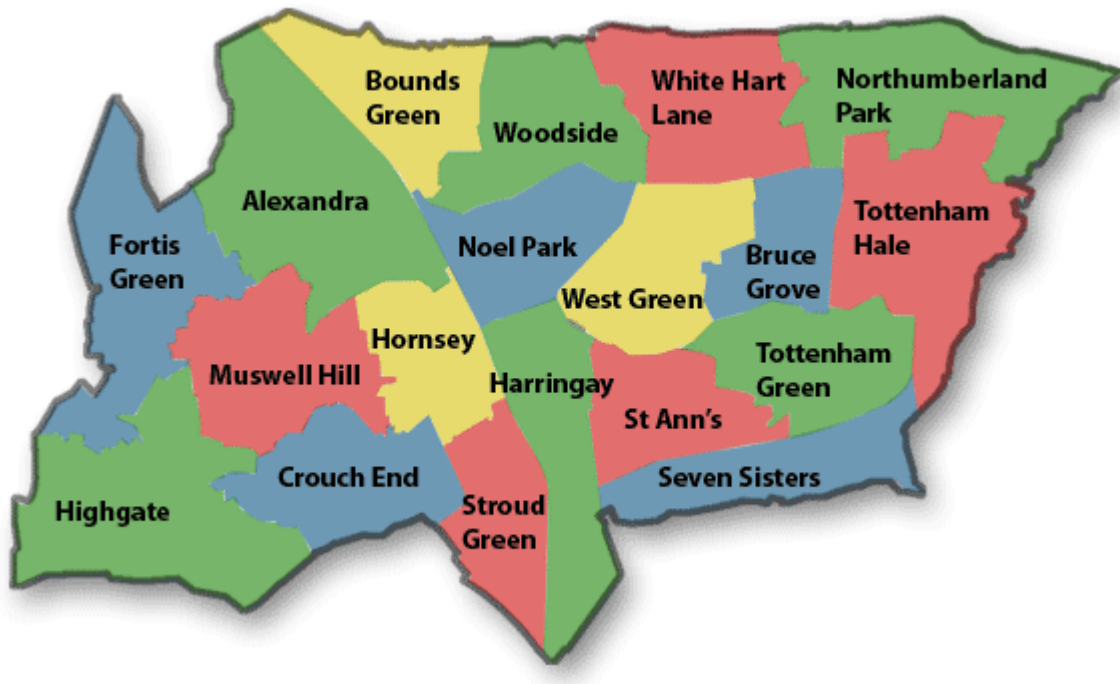 Bounds
Green
White Hart
Lane
Northumberland
Park
Woodside
Alexandra
Fortis
Green
Noel Park
Tottenham
Hale
Bruce
Grove
West Green
Hornsey
Muswell Hill
Harringay
Tottenham
Green
St Ann's
Crouch End
Seven Sisters
Stroud
Green
Highgate